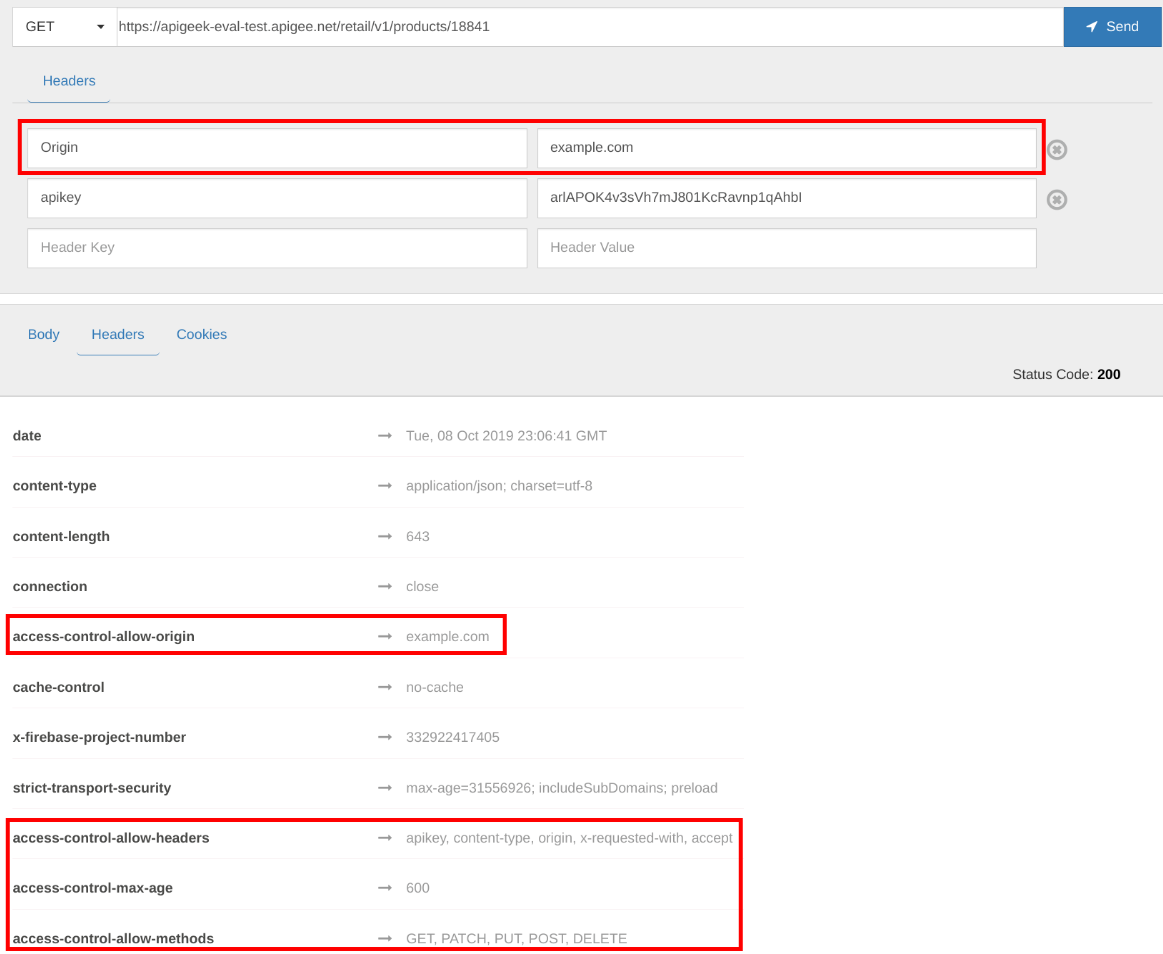 GET https://apigeek-eval-test.apigee.net/retail/v1/products/18841 Send
Headers
Origin example.com
apikey arlAPOK4v3sVh7mJ801KcRavnp1qAhbI
Header Key Header Value
Body Headers Cookies
Status Code: 200
date → Tue, 08 Oct 2019 23:06:41 GMT
content-type → application/json; charset=utf-8
content-length → 643
connection → close
access-control-allow-origin → example.com
cache-control → no-cache
x-firebase-project-number → 332922417405
strict-transport-security → max-age=31556926; includeSubDomains; preload
access-control-allow-headers → apikey, content-type, origin, x-requested-with, accept
access-control-max-age → 600
access-control-allow-methods → GET, PATCH, PUT, POST, DELETE